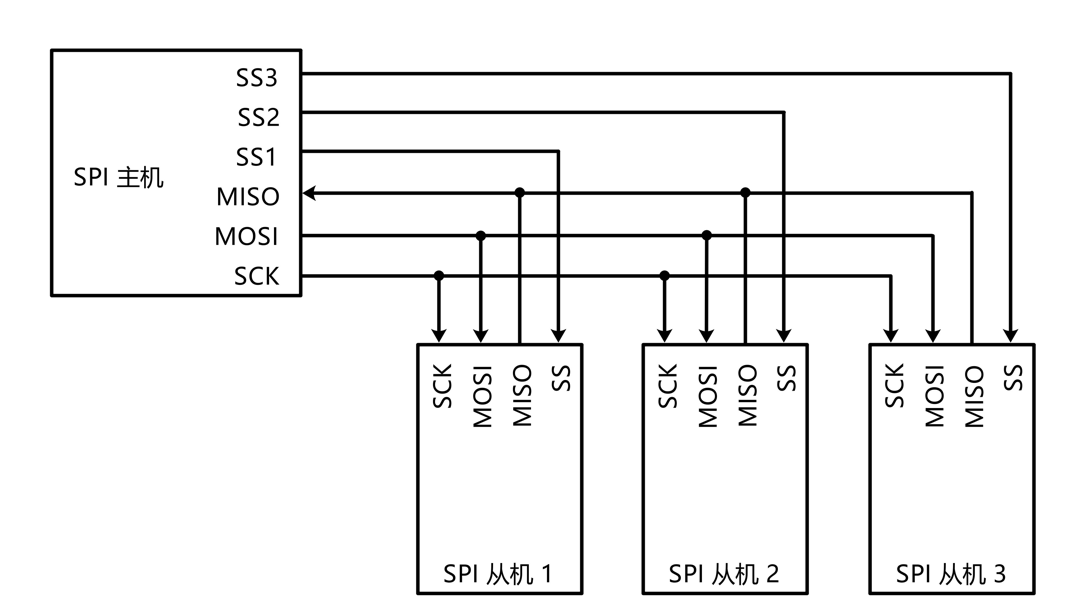 SS3
SS2
SS1
SPI 主机
MISO
MOSI
SCK
SCK
MOSI
MISO
SS
SCK
MOSI
MISO
SS
SCK
MOSI
MISO
SS
SPI 从机 1
SPI 从机 2
SPI 从机 3